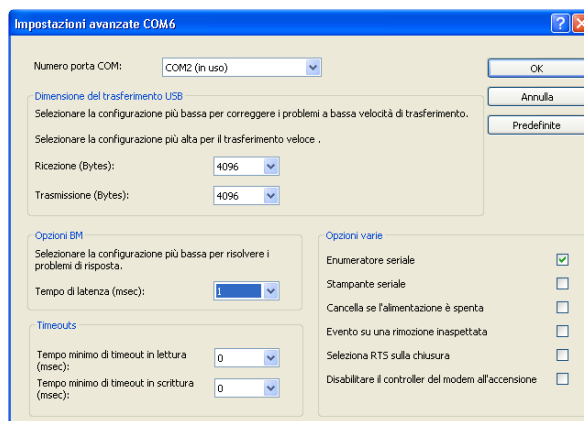 Impostazioni avanzate COM6
Numero porta COM:
COM2 (in uso)
OK
Annulla
Predefinite
Dimensione del trasferimento USB
Selezionare la configurazione più bassa per correggere i problemi a bassa velocità di trasferimento.
Selezionare la configurazione più alta per il trasferimento veloce .
Ricezione (Bytes):
4096
Trasmissione (Bytes):
4096
Opzioni BM
Selezionare la configurazione più bassa per risolvere i
problemi di risposta.
Tempo di latenza (msec):
1
Timeouts
Tempo minimo di timeout in lettura
(msec):
0
Tempo minimo di timeout in scrittura
(msec):
0
Opzioni varie
Enumeratore seriale
Stampante seriale
Cancella se l'alimentazione è spenta
Evento su una rimozione inaspettata
Seleziona RTS sulla chiusura
Disabilitare il controller del modem all'accensione